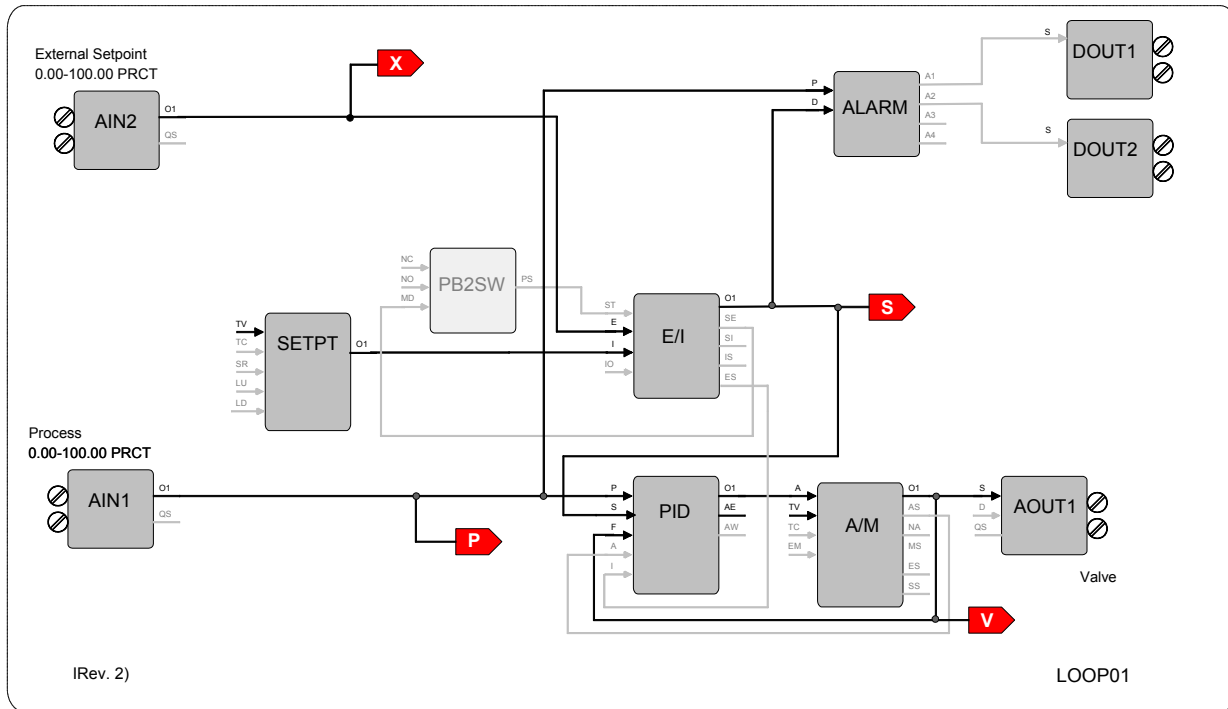 External Setpoint
0.00-100.00 PRCT
AIN2
O1
QS
X
P
D
ALARM
A1
A2
A3
A4
S
DOUT1
S
DOUT2
NC
NO
MD
PB2SW
PS
TV
TC
SR
LU
LD
SETPT
O1
ST
E
I
IO
E/I
O1
SE
SI
IS
ES
S
Process
0.00-100.00 PRCT
AIN1
O1
QS
P
P
S
F
A
I
PID
O1
AE
AW
A
TV
TC
EM
A/M
O1
AS
NA
MS
ES
SS
S
D
QS
AOUT1
Valve
V
IRev. 2)
LOOP01